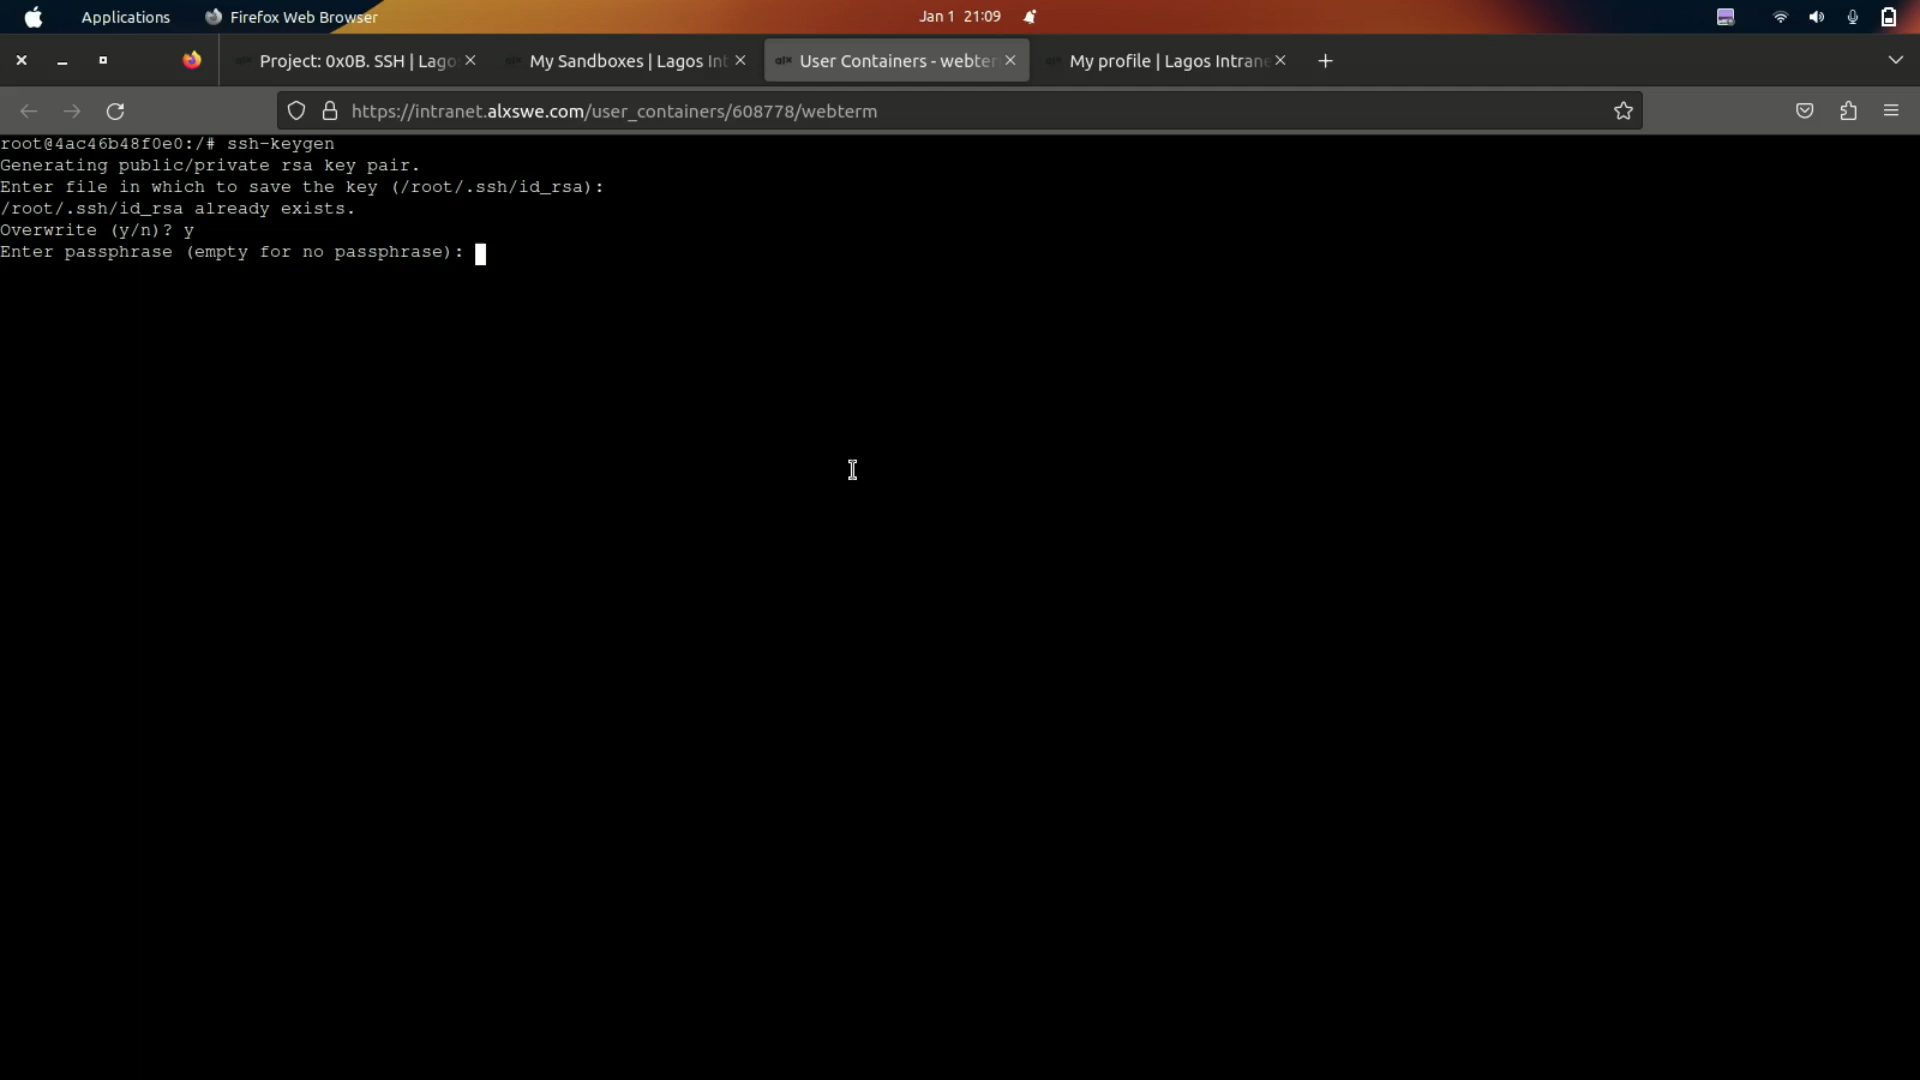 Applications Firefox Web Browser Jan 1 21:09
Project: 0x0B. SSH | Lago My Sandboxes | Lagos Int User Containers - webter My profile | Lagos Intrane
https://intranet.alxswe.com/user_containers/608778/webterm
root@4ac46b48f0e0:/# ssh-keygen
Generating public/private rsa key pair.
Enter file in which to save the key (/root/.ssh/id_rsa):
/root/.ssh/id_rsa already exists.
Overwrite (y/n)? y
Enter passphrase (empty for no passphrase):